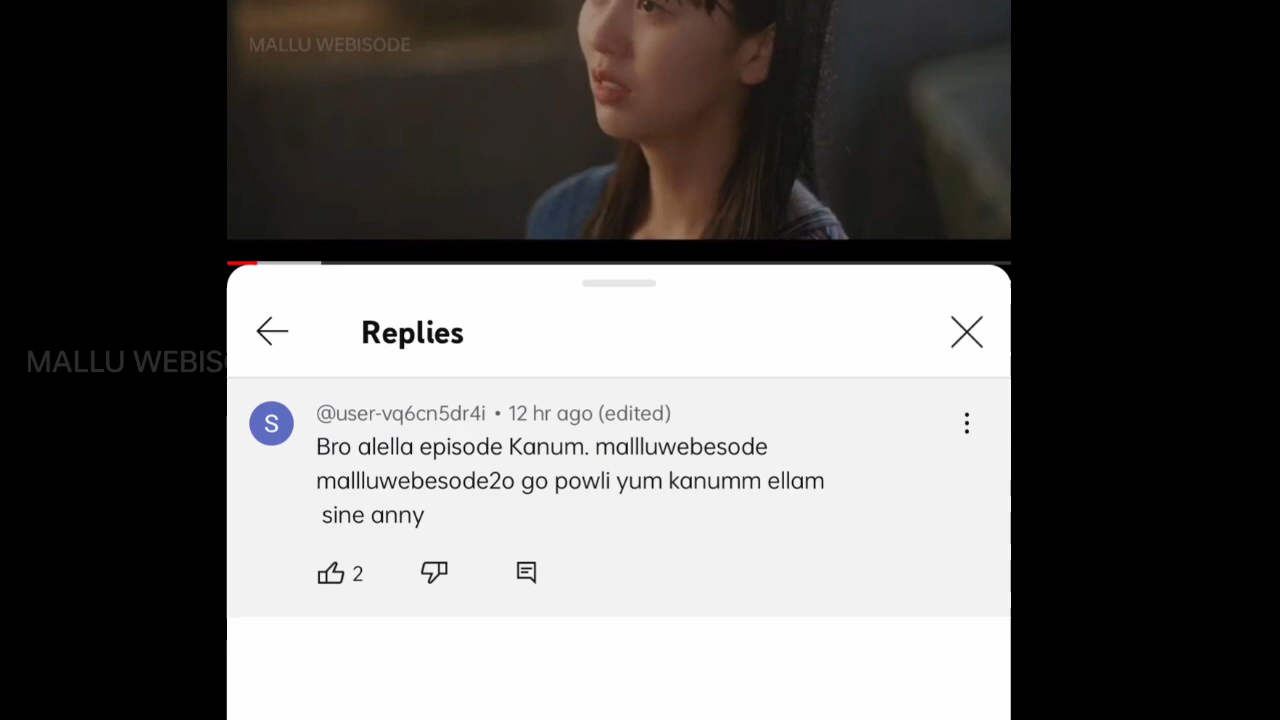 MALLU WEBISODE
Replies
MALLU WEBIS
S
@user-vq6cn5dr4i • 12 hr ago (edited)
Bro alella episode Kanum. mallluwebesode
mallluwebesode2o go powli yum kanumm ellam
sine anny
2